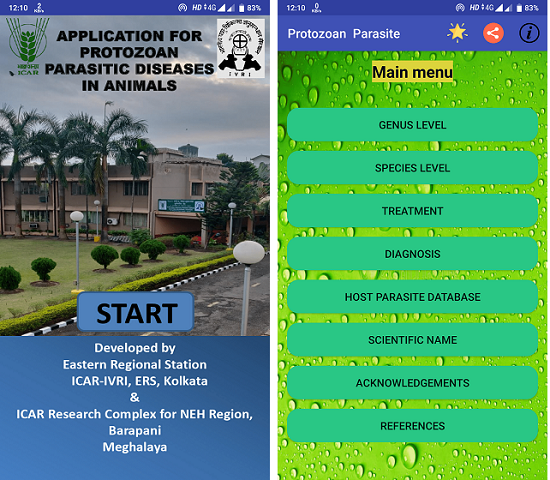 12:10 2 KB/s HD 4G 83%
APPLICATION FOR
PROTOZOAN
PARASITIC DISEASES
IN ANIMALS
ICAR
I V R I
START
Developed by
Eastern Regional Station
ICAR-IVRI, ERS, Kolkata
&
ICAR Research Complex for NEH Region,
Barapani
Meghalaya
12:10 0 KB/s HD 4G 83%
Protozoan Parasite
Main menu
GENUS LEVEL
SPECIES LEVEL
TREATMENT
DIAGNOSIS
HOST PARASITE DATABASE
SCIENTIFIC NAME
ACKNOWLEDGEMENTS
REFERENCES